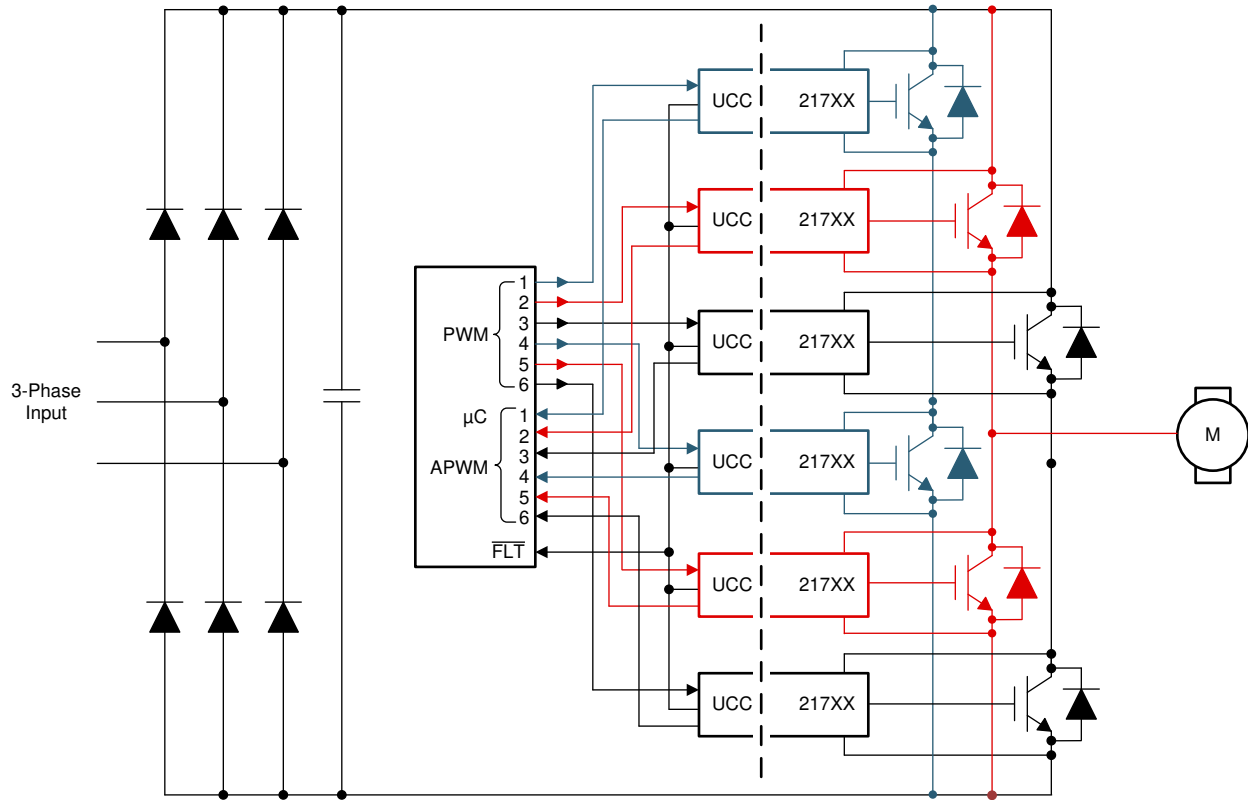 UCC 217XX
UCC 217XX
1
2
3
4
5
6
PWM
UCC 217XX
3-Phase
Input
µC
1
2
3
4
5
6
APWM
FLT
M
UCC 217XX
UCC 217XX
UCC 217XX